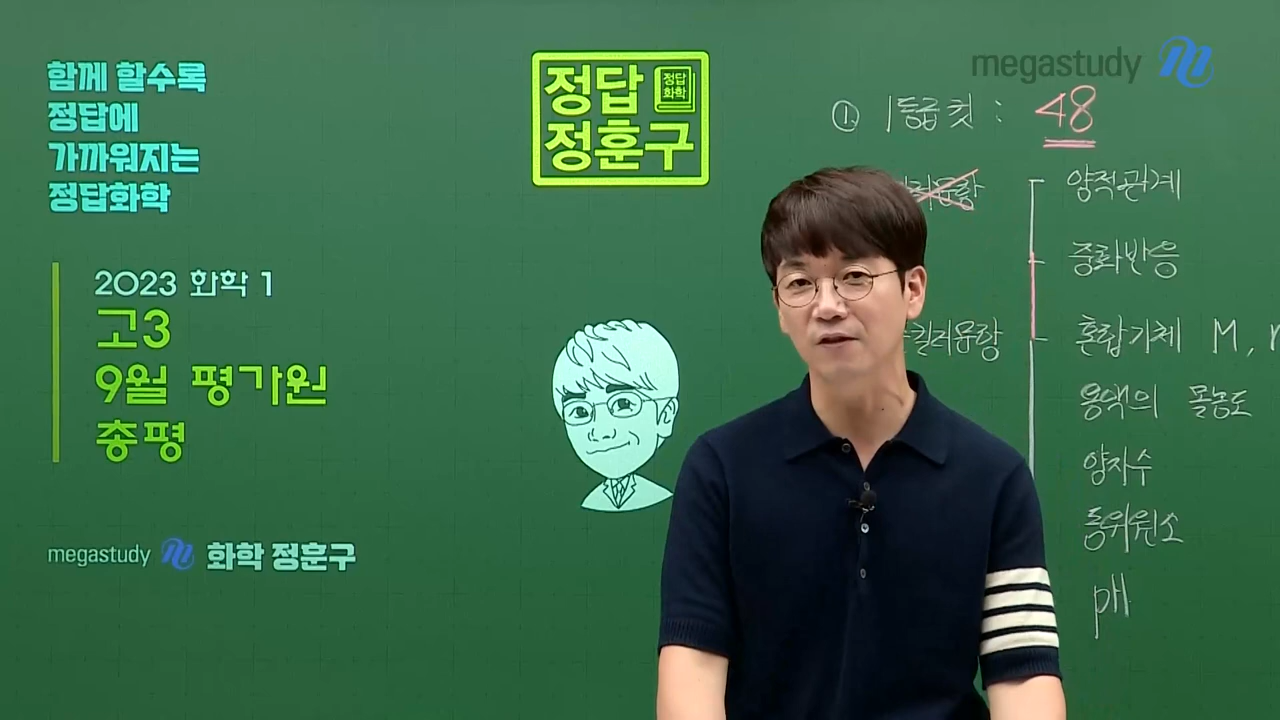 함께 할수록
정답에
가까워지는
정답화학
2023 화학 1
고3
9월 평가원
총평
megastudy
화학 정훈구
정답
정답
화학
정훈구
megastudy
① 1등급 컷 : 48
양적관계
중화반응
킬러문항
혼합기체 M,
용액의 몰농도
양자수
동위원소
pH